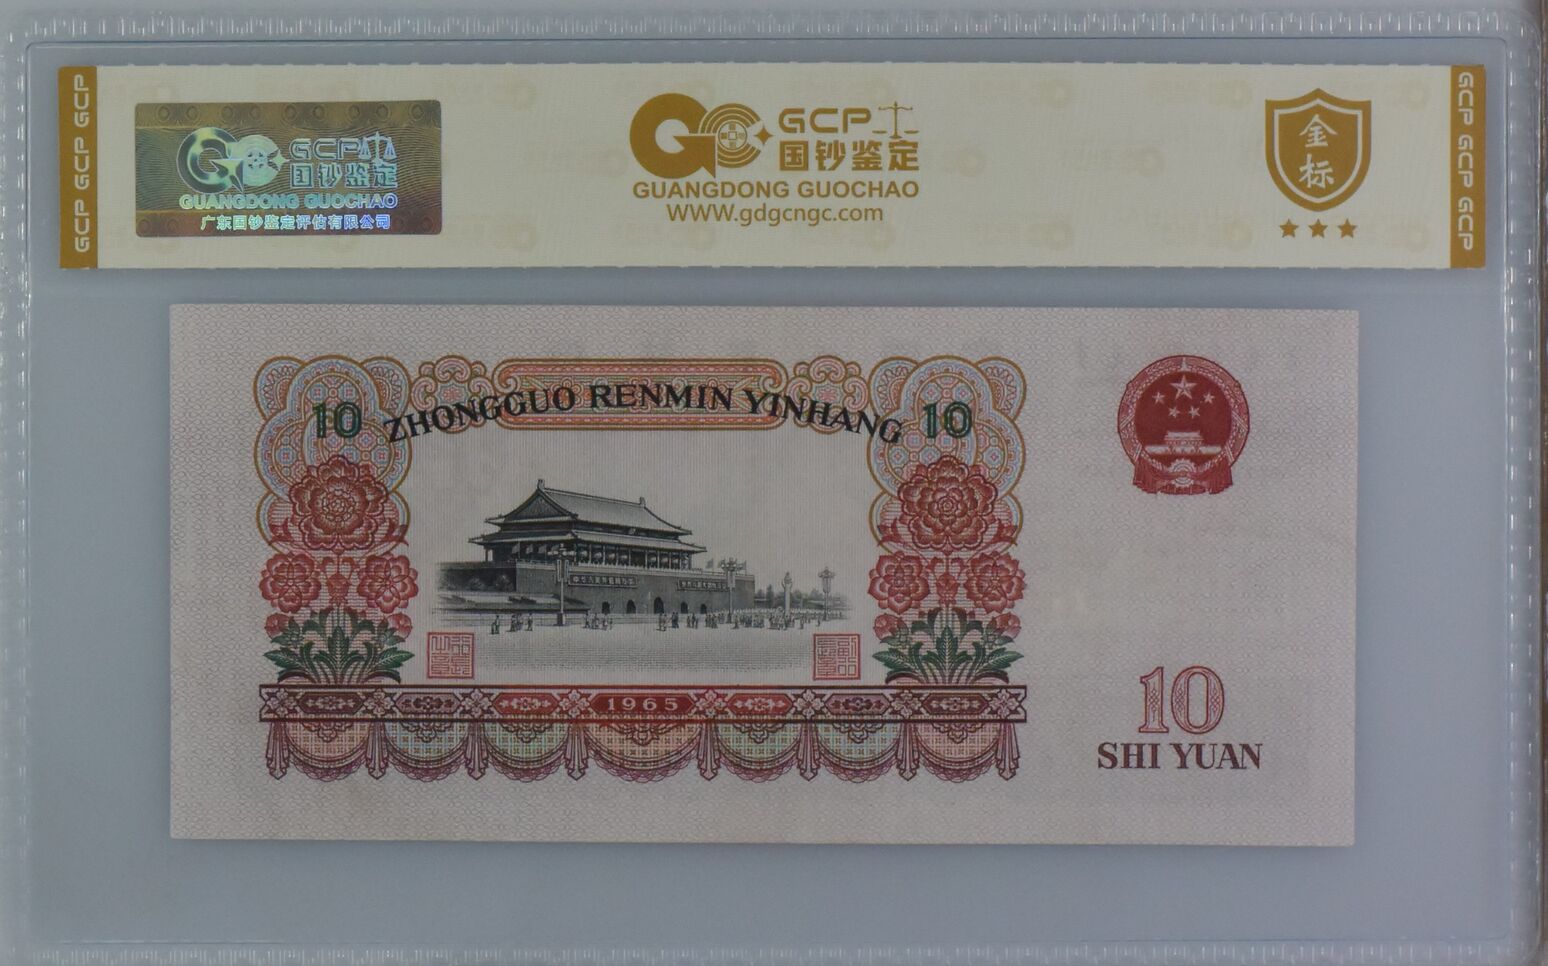 GCP GCP GCP
GCP
国钞鉴定
GUANGDONG GUOCHAO
广东国钞鉴定评估有限公司
GCP
国钞鉴定
GUANGDONG GUOCHAO
WWW.gdgcngc.com
金
标
GCP GCP GCP
10 ZHONGGUO RENMIN YINHANG 10
1965
10
SHI YUAN